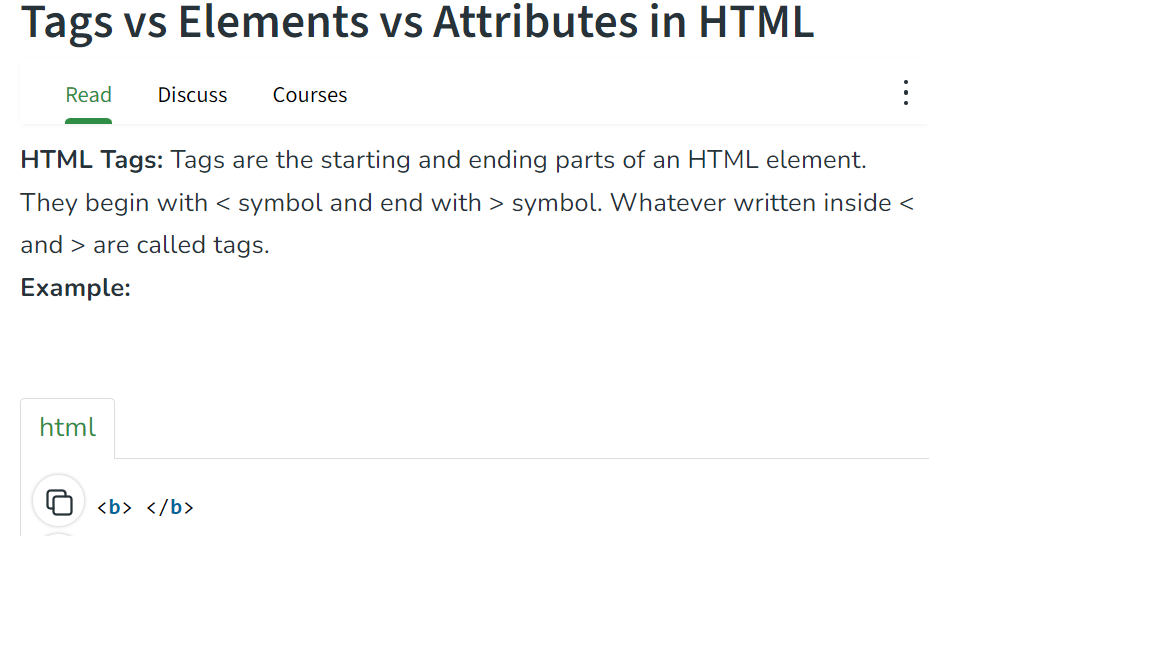 Tags vs Elements vs Attributes in HTML
Read Discuss Courses
HTML Tags: Tags are the starting and ending parts of an HTML element.
They begin with < symbol and end with > symbol. Whatever written inside <
and > are called tags.
Example:
html
<b> </b>